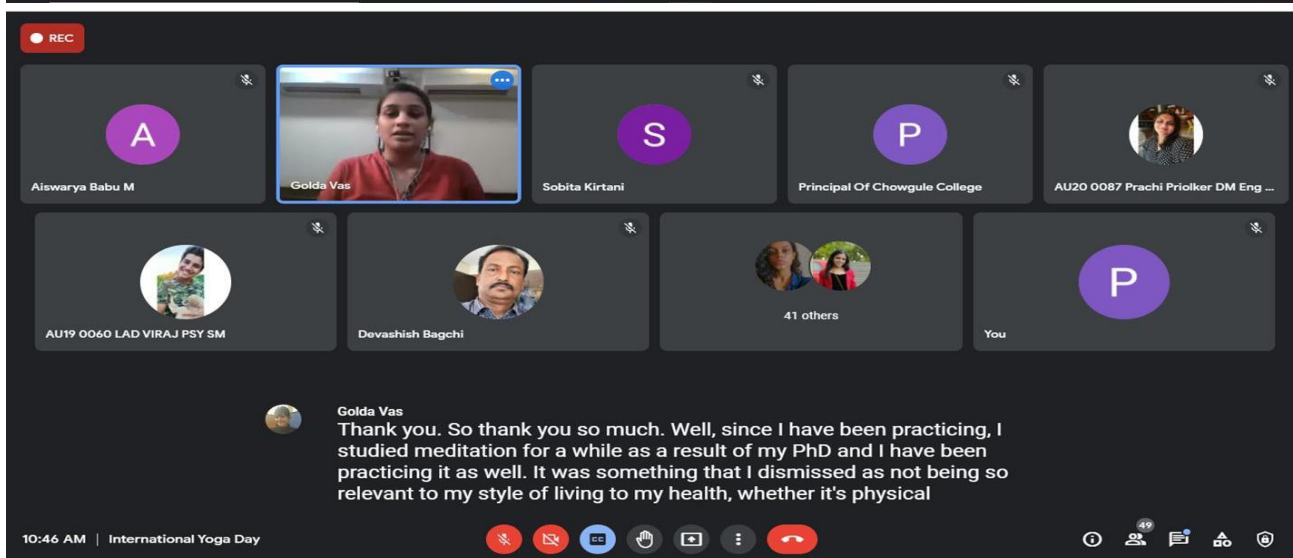 REC
A
Aiswarya Babu M
Golda Vas
S
Sobita Kirtani
P
Principal Of Chowgule College
AU20 0087 Prachi Priolker DM Eng ...
AU19 0060 LAD VIRAJ PSY SM
Devashish Bagchi
41 others
P
You
Golda Vas
Thank you. So thank you so much. Well, since I have been practicing, I
studied meditation for a while as a result of my PhD and I have been
practicing it as well. It was something that I dismissed as not being so
relevant to my style of living to my health, whether it's physical
10:46 AM | International Yoga Day
CC
49